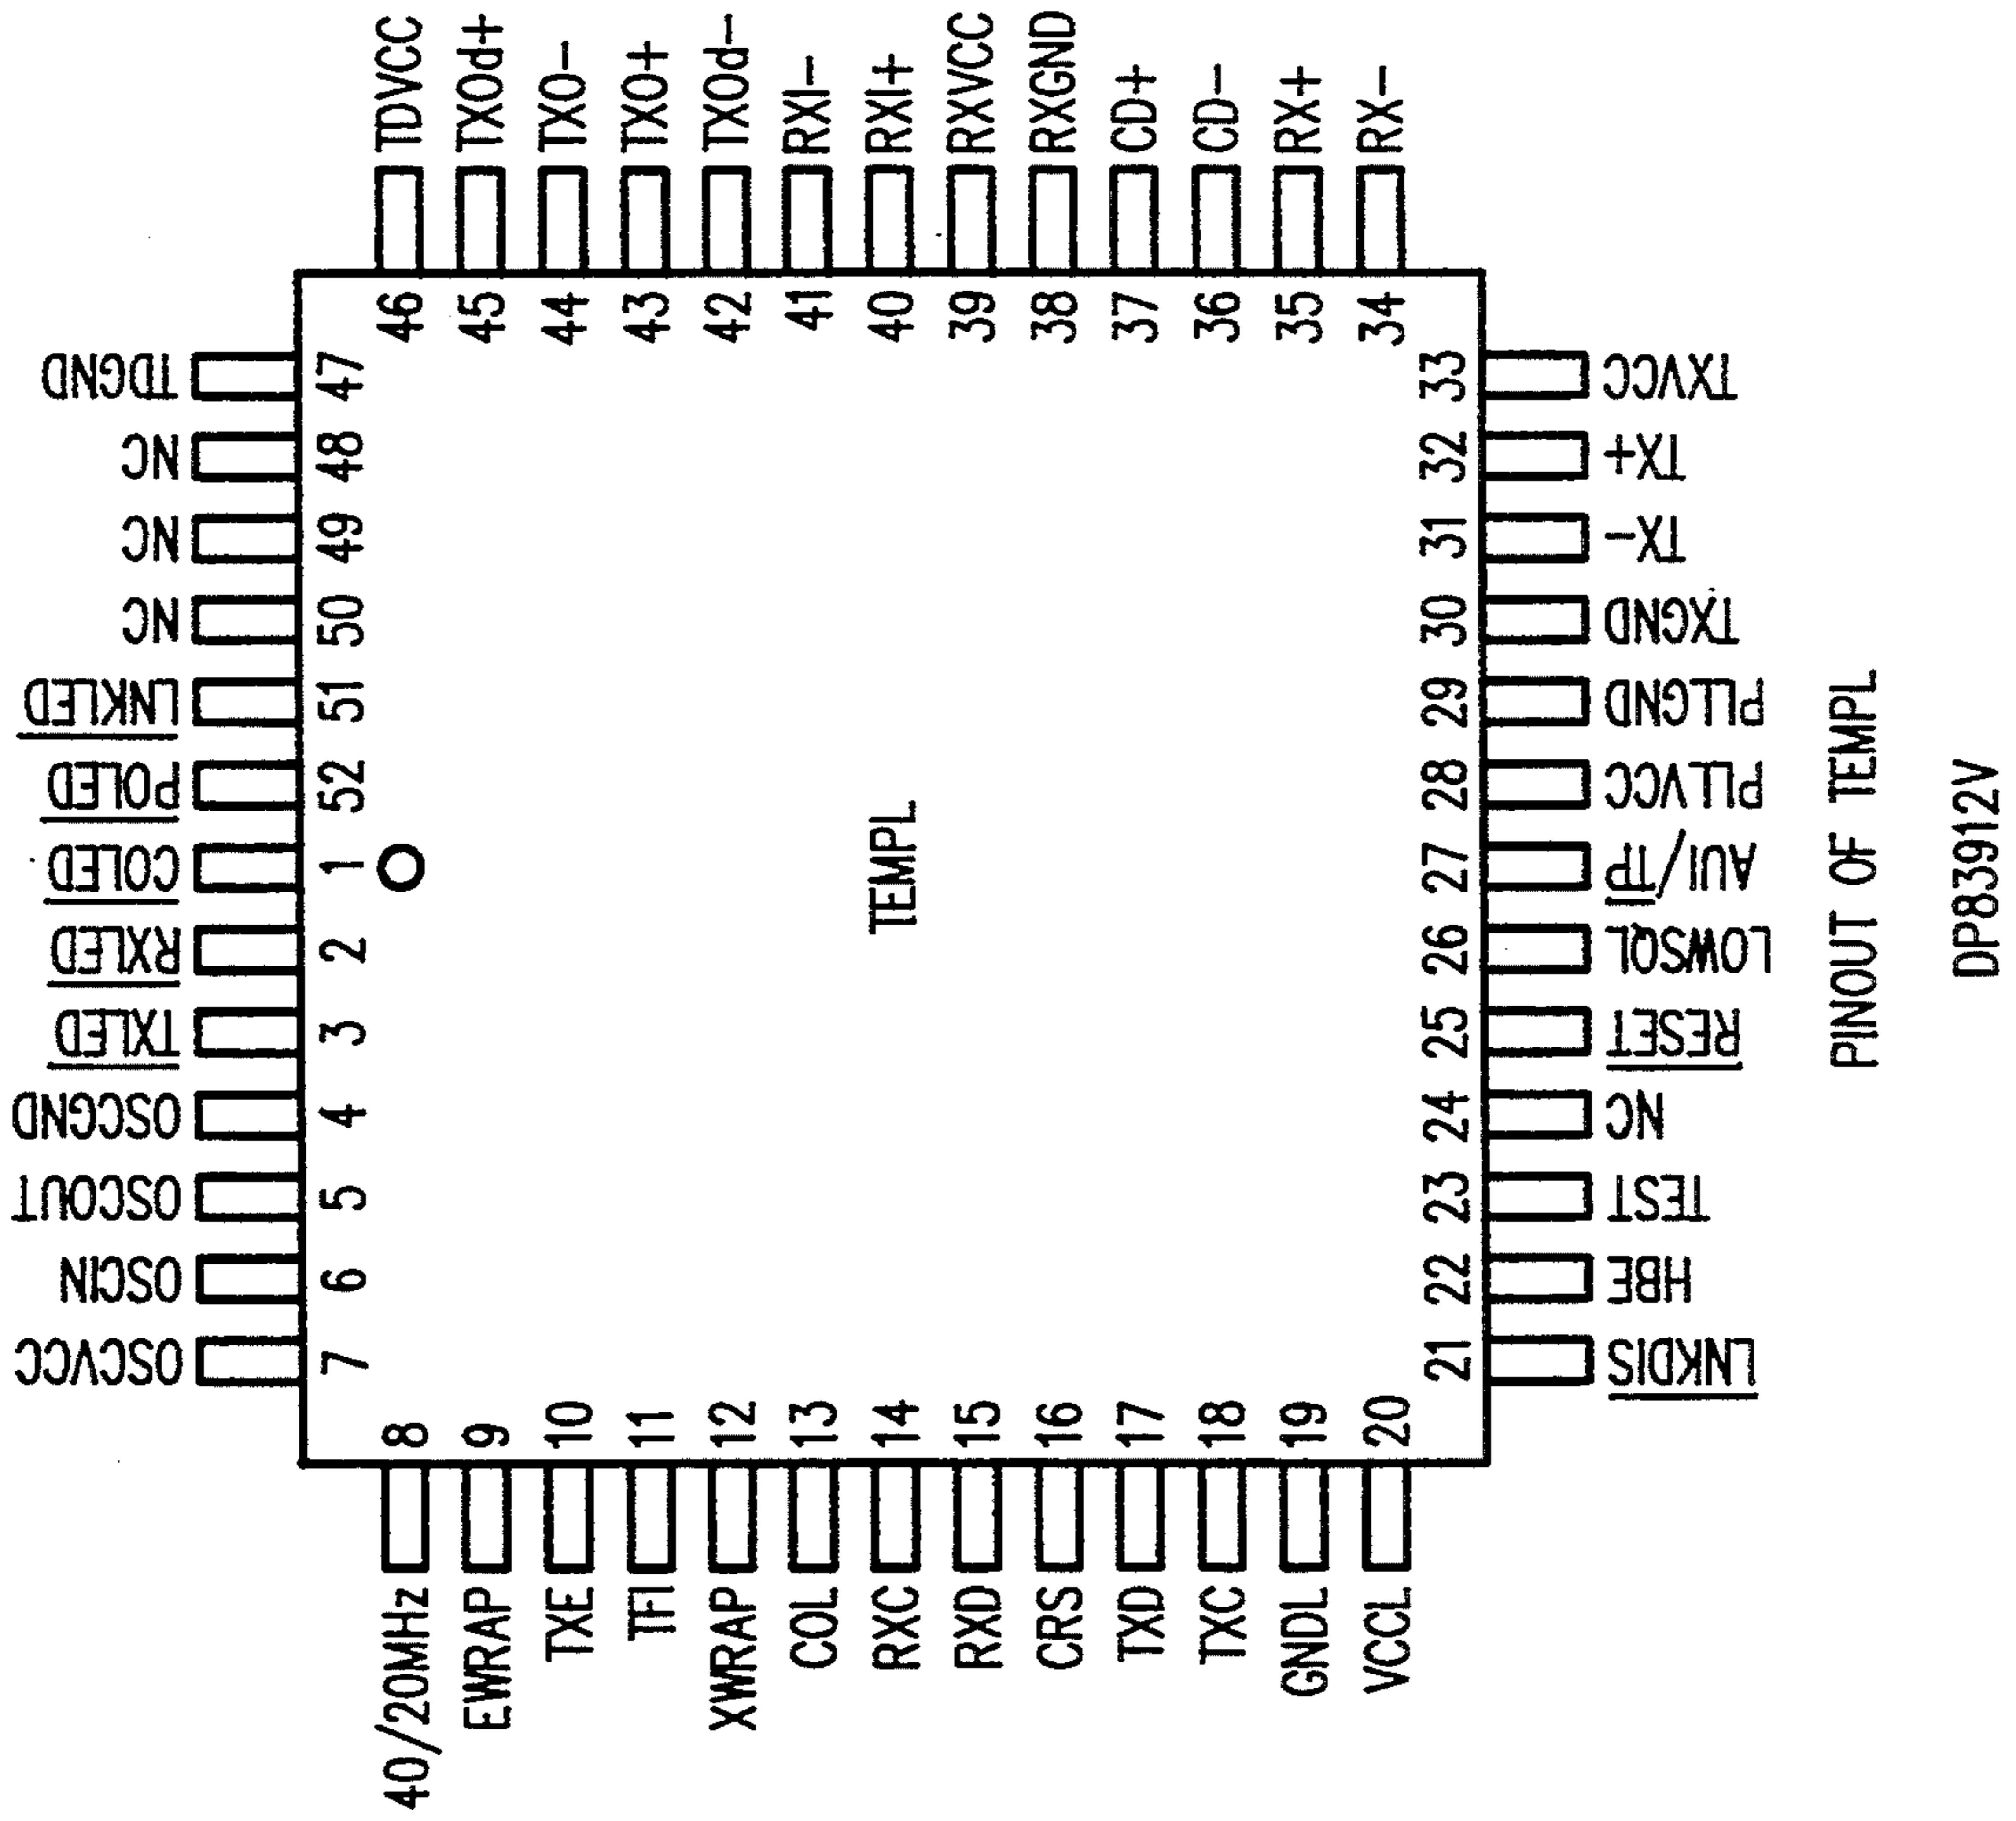 TDVCC
TXOd+
TXO-
TXO+
TXOd-
RXI-
RXI+
RXVCC
RXGND
CD+
CD-
RX+
RX-
46
45
44
43
42
41
40
39
38
37
36
35
34
TDGND
NC
NC
NC
LNKLED
POLED
COLED
RXLED
TXLED
OSCGND
OSCOUT
OSCIN
OSCVCC
47
48
49
50
51
52
1
2
3
4
5
6
7
TEMPL
33
32
31
30
29
28
27
26
25
24
23
22
21
TXVCC
TX+
TX-
TXGND
PLLGND
PLLVCC
AUI/TP
LOWSQL
RESET
NC
TEST
HBE
LNKDIS
8
9
10
11
12
13
14
15
16
17
18
19
20
40/20MHz
EWRAP
TXE
TFI
XWRAP
COL
RXC
RXD
CRS
TXD
TXC
GNDL
VCCL
PINOUT OF TEMPL
DP83912V